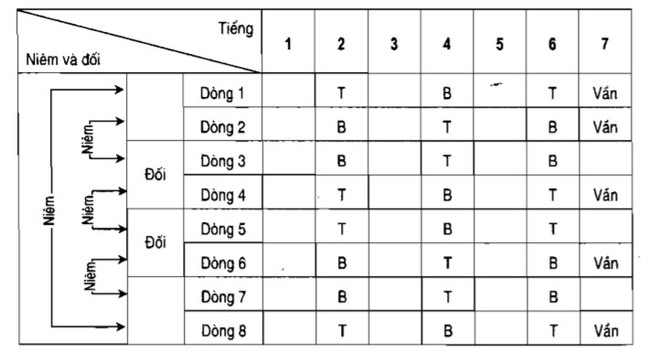 Tiếng
Niêm và đối
1 2 3 4 5 6 7
Dòng 1 T B T Vần
Dòng 2 B T B Vần
Dòng 3 B T B
Dòng 4 T B T Vần
Dòng 5 T B T
Dòng 6 B T B Vần
Dòng 7 B T B
Dòng 8 T B T Vần
Đối
Đối
Niêm
Niêm
Niêm
Niêm